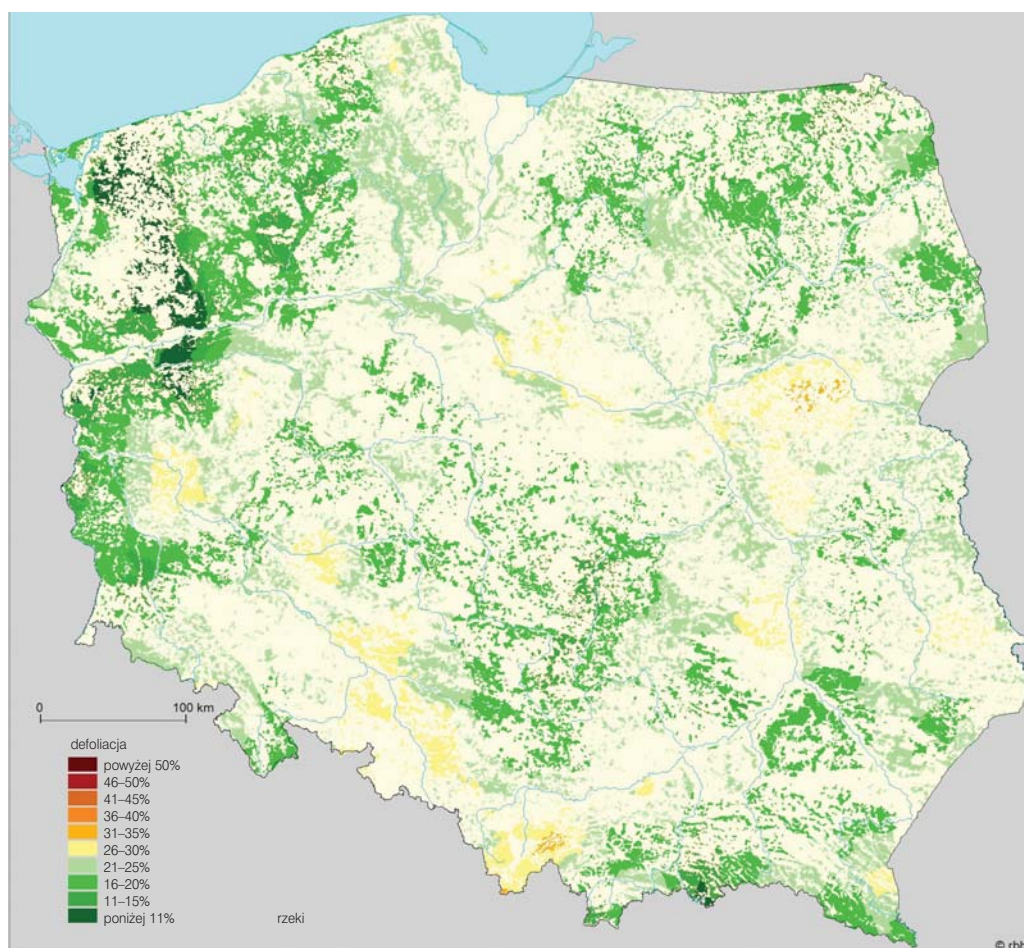 0 100 km
defoliacja
powyżej 50%
46–50%
41–45%
36–40%
31–35%
26–30%
21–25%
16–20%
11–15%
poniżej 11% rzeki